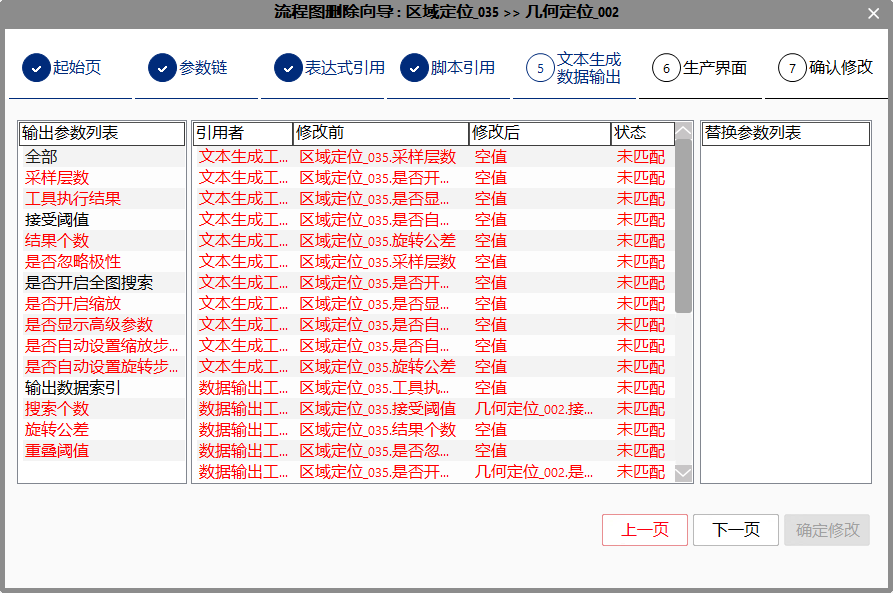 流程图删除向导 : 区域定位_035 >> 几何定位_002
起始页
参数链
表达式引用
脚本引用
5 文本生成
数据输出
6 生产界面
7 确认修改
输出参数列表
全部
采样层数
工具执行结果
接受阈值
结果个数
是否忽略极性
是否开启全图搜索
是否开启缩放
是否显示高级参数
是否自动设置缩放步...
是否自动设置旋转步...
输出数据索引
搜索个数
旋转公差
重叠阈值
引用者 修改前 修改后 状态
文本生成工... 区域定位_035.采样层数 空值 未匹配
文本生成工... 区域定位_035.是否开... 空值 未匹配
文本生成工... 区域定位_035.是否显... 空值 未匹配
文本生成工... 区域定位_035.是否自... 空值 未匹配
文本生成工... 区域定位_035.旋转公差 空值 未匹配
文本生成工... 区域定位_035.采样层数 空值 未匹配
文本生成工... 区域定位_035.是否开... 空值 未匹配
文本生成工... 区域定位_035.是否显... 空值 未匹配
文本生成工... 区域定位_035.是否自... 空值 未匹配
文本生成工... 区域定位_035.是否自... 空值 未匹配
文本生成工... 区域定位_035.旋转公差 空值 未匹配
数据输出工... 区域定位_035.工具执... 空值 未匹配
数据输出工... 区域定位_035.接受阈值 几何定位_002.接... 未匹配
数据输出工... 区域定位_035.结果个数 空值 未匹配
数据输出工... 区域定位_035.是否忽... 空值 未匹配
数据输出工... 区域定位_035.是否开... 几何定位_002.是... 未匹配
替换参数列表
上一页
下一页
确定修改